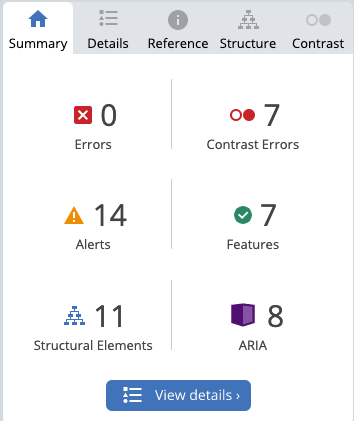 Summary Details Reference Structure Contrast
0 7
Errors Contrast Errors
14 7
Alerts Features
11 8
Structural Elements ARIA
View details ›